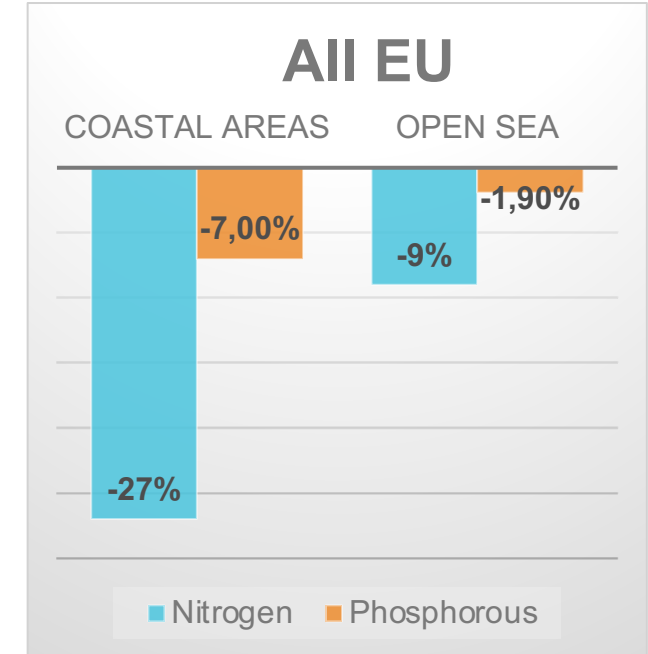 All EU
COASTAL AREAS OPEN SEA
-1,90%
-7,00%
-9%
-27%
Nitrogen Phosphorous